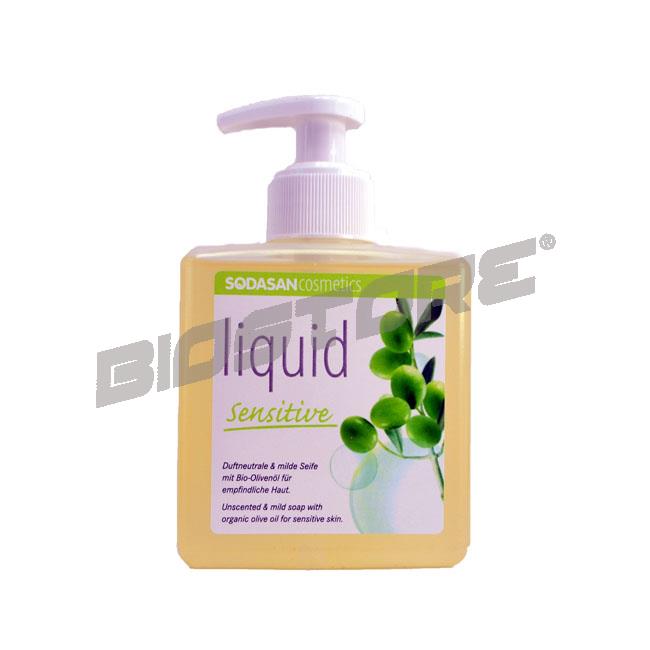 SODASANcosmetics
liquid
Sensitive
Duftneutrale & milde Seife
mit Bio-Olivenöl für
empfindliche Haut.
Unscented & mild soap with
organic olive oil for sensitive skin.
BIOSTORE®